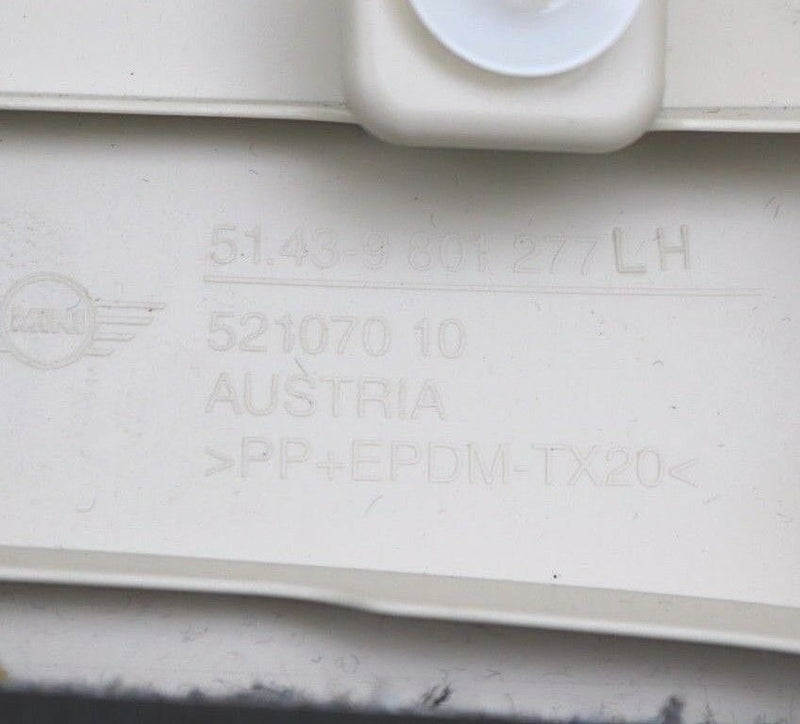 51.43-9 801 277 LH
MINI
521070 10
AUSTRIA
>PP+EPDM-TX20<